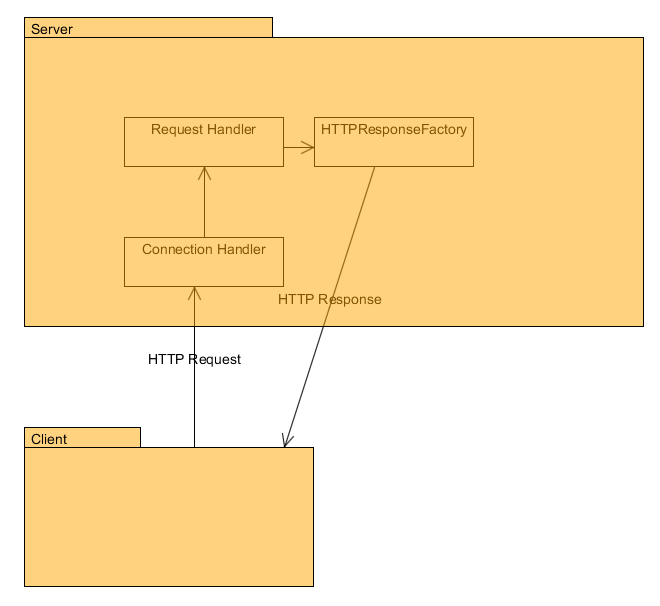 Server
Request Handler
HTTPResponseFactory
Connection Handler
HTTP Response
HTTP Request
Client